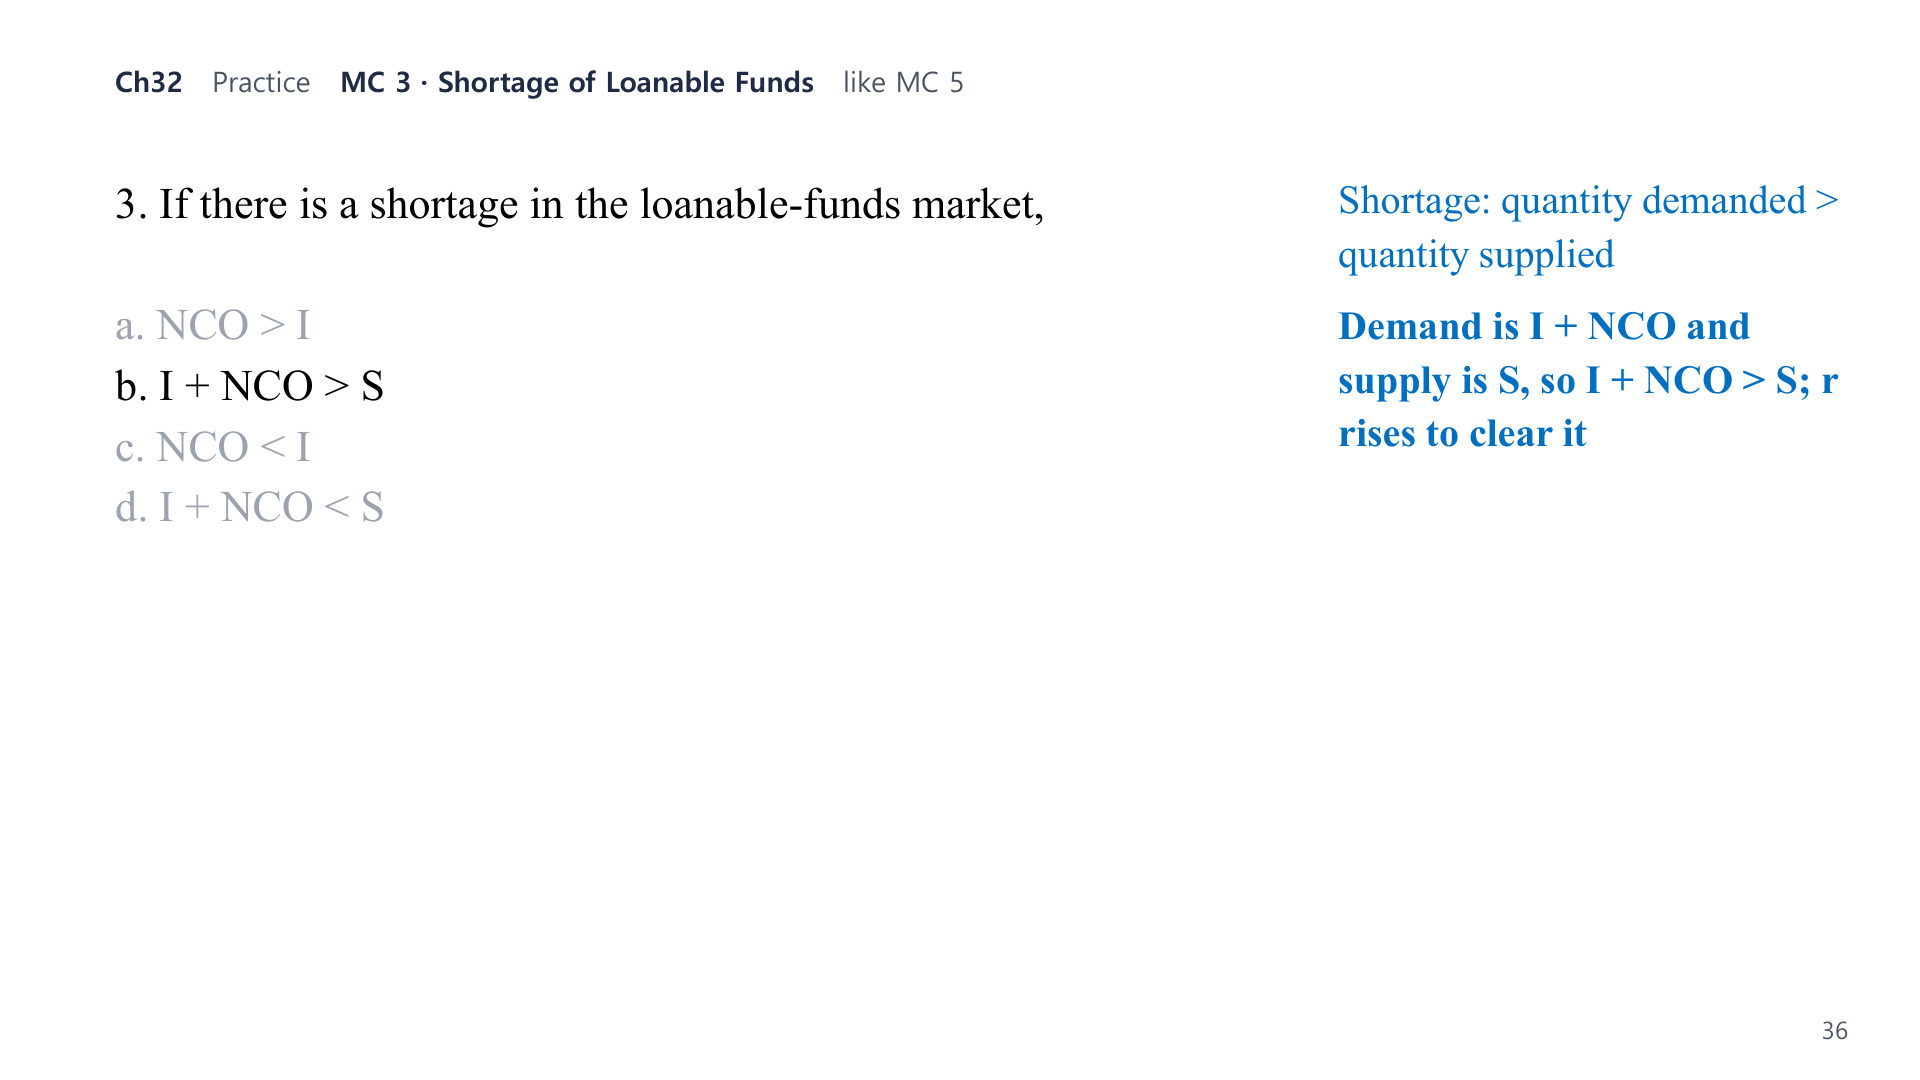 Ch32 Practice MC 3 · Shortage of Loanable Funds like MC 5
3. If there is a shortage in the loanable-funds market,
a. NCO > I
b. I + NCO > S
c. NCO < I
d. I + NCO < S
Shortage: quantity demanded >
quantity supplied
Demand is I + NCO and
supply is S, so I + NCO > S; r
rises to clear it
36